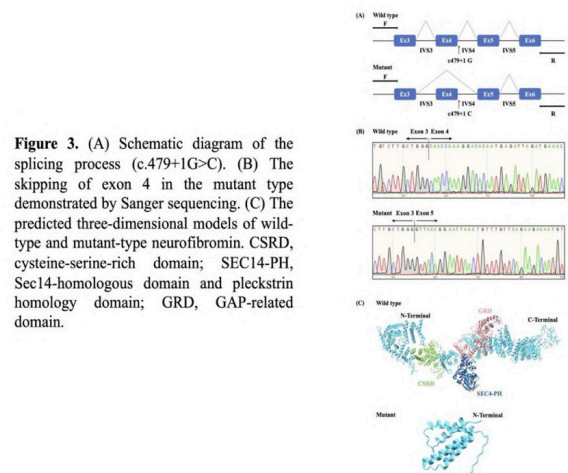 Figure 3. (A) Schematic diagram of the
splicing process (c.479+1G>C). (B) The
skipping of exon 4 in the mutant type
demonstrated by Sanger sequencing. (C) The
predicted three-dimensional models of wild-
type and mutant-type neurofibromin. CSRD,
cysteine-serine-rich domain; SEC14-PH,
Sec14-homologous domain and pleckstrin
homology domain; GRD, GAP-related
domain.
(A) Wild type
F
Ex3 Ex4 Ex5 Ex6
IVS3 IVS4 IVS5
c479+1 G R
Mutant
F
Ex3 Ex4 Ex5 Ex6
IVS3 IVS4 IVS5
c479+1 C R
(B) Wild type Exon 3 Exon 4
Mutant Exon 3 Exon 5
(C) Wild type
N-Terminal GRD C-Terminal
CSRD
SEC4-PH
Mutant N-Terminal